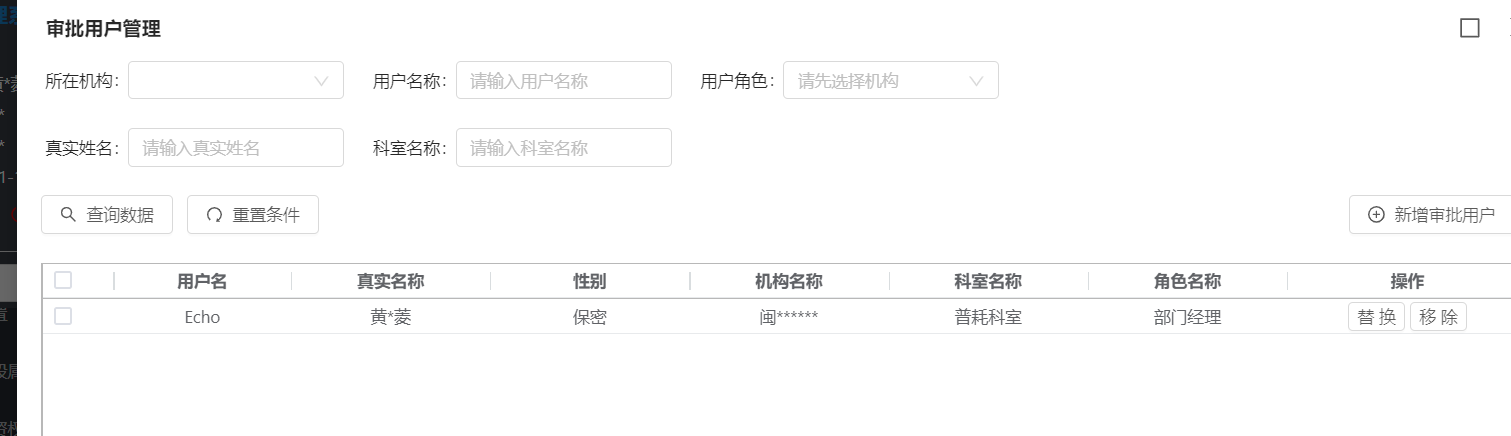 审批用户管理
所在机构：
用户名称： 请输入用户名称
用户角色： 请先选择机构
真实姓名： 请输入真实姓名
科室名称： 请输入科室名称
查询数据 重置条件 新增审批用户
用户名 真实名称 性别 机构名称 科室名称 角色名称 操作
Echo 黄*菱 保密 闽****** 普耗科室 部门经理 替 换 移 除